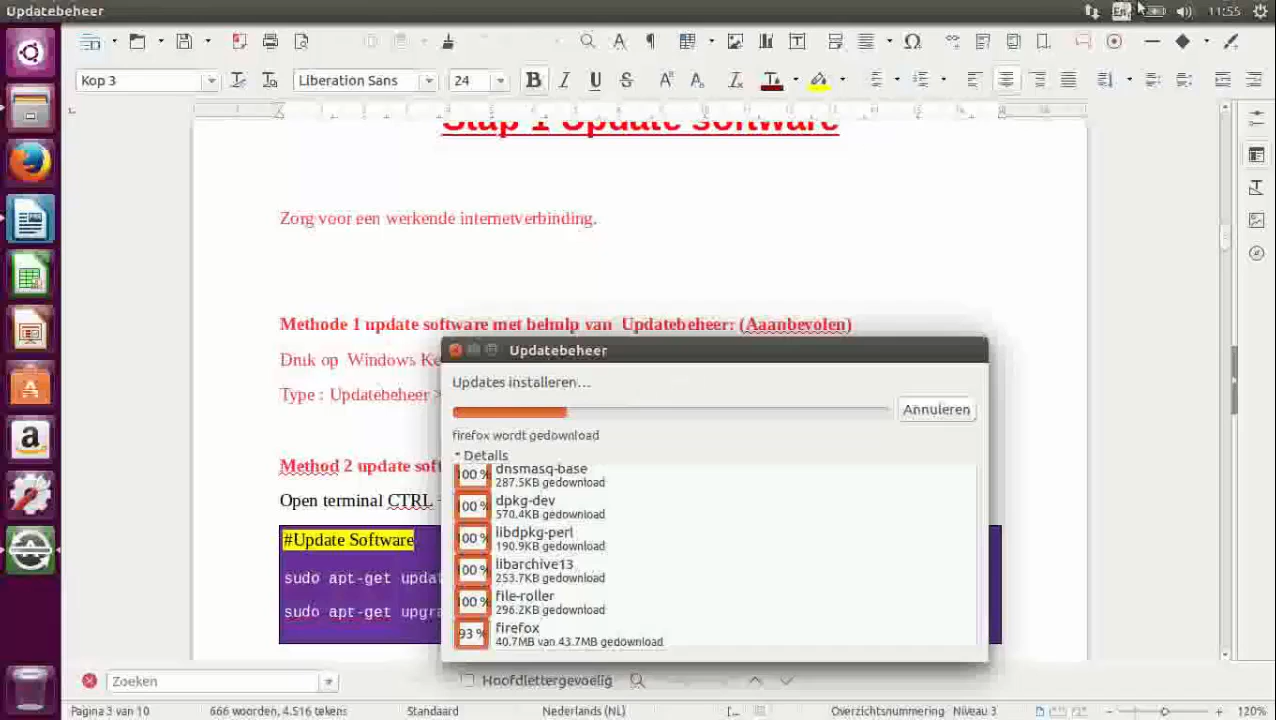 Updatebeheer
En
11:55
Kop 3
Liberation Sans
24
Stap 1 Update software
Zorg voor een werkende internetverbinding.
Methode 1 update software met behulp van  Updatebeheer: (Aaanbevolen)
Druk op  Windows Ke
Type : Updatebeheer >
Method 2 update soft
Open terminal CTRL +
#Update Software
sudo apt-get updat
sudo apt-get upgra
Updatebeheer
Updates installeren...
Annuleren
firefox wordt gedownload
Details
100 %
dnsmasq-base
287.5KB gedownload
100 %
dpkg-dev
570.4KB gedownload
100 %
libdpkg-perl
190.9KB gedownload
100 %
libarchive13
253.7KB gedownload
100 %
file-roller
296.2KB gedownload
93 %
firefox
40.7MB van 43.7MB gedownload
Zoeken
Hoofdlettergevoelig
Pagina 3 van 10
666 woorden, 4.516 tekens
Standaard
Nederlands (NL)
Overzichtsnummering
Niveau 3
120%